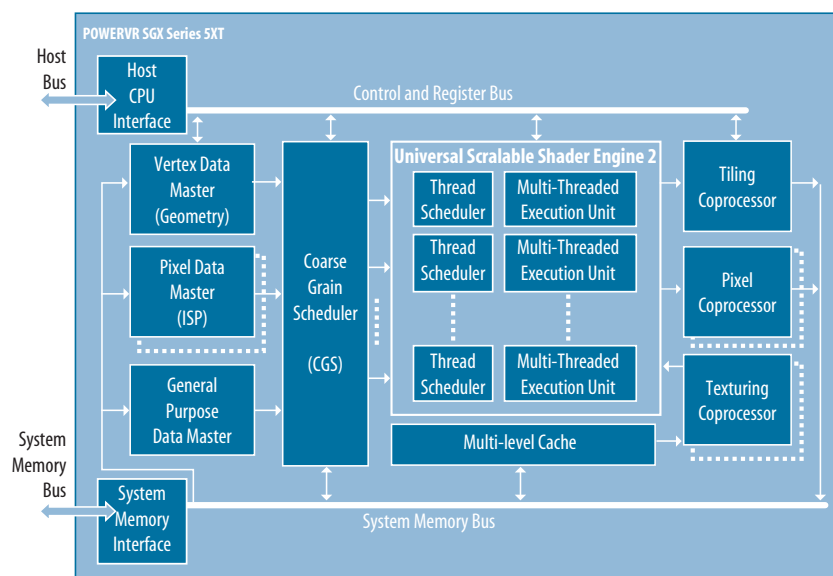 POWERVR SGX Series 5XT
Host
Bus
Host
CPU
Interface
Control and Register Bus
Vertex Data
Master
(Geometry)
Pixel Data
Master
(ISP)
General
Purpose
Data Master
Coarse
Grain
Scheduler
(CGS)
Universal Scralable Shader Engine 2
Thread
Scheduler
Multi-Threaded
Execution Unit
Thread
Scheduler
Multi-Threaded
Execution Unit
Thread
Scheduler
Multi-Threaded
Execution Unit
Multi-level Cache
Tiling
Coprocessor
Pixel
Coprocessor
Texturing
Coprocessor
System
Memory
Bus
System
Memory
Interface
System Memory Bus